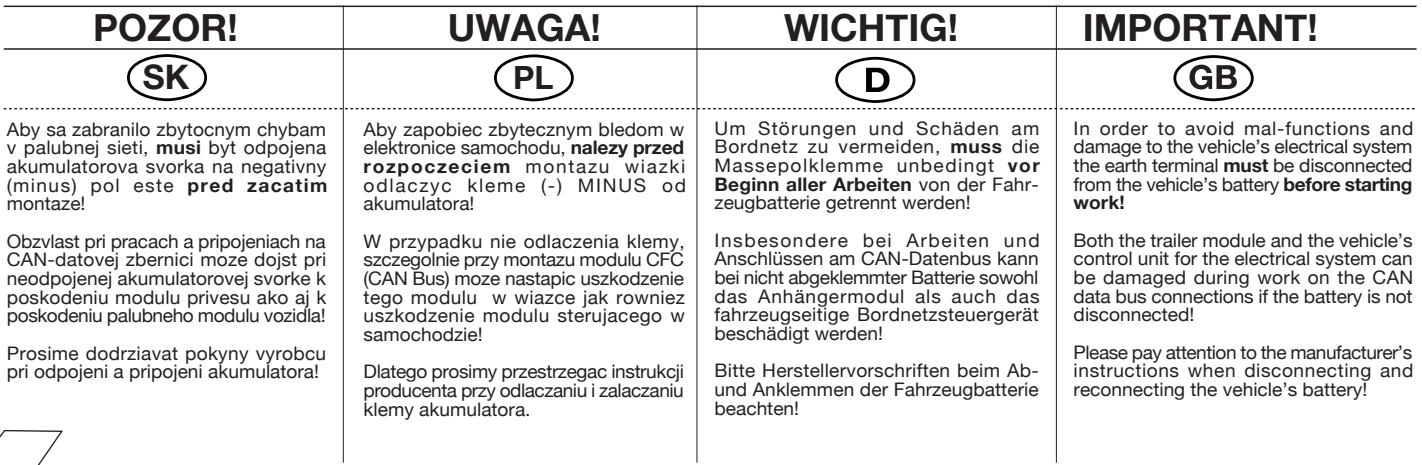 POZOR!
SK
Aby sa zabranilo zbytocnym chybam
v palubnej sieti, musi byt odpojena
akumulatorova svorka na negativny
(minus) pol este pred zacatim
montaze!
Obzvlast pri pracach a pripojeniach na
CAN-datovej zbernici moze dojst pri
neodpojenej akumulatorovej svorke k
poskodeniu modulu privesu ako aj k
poskodeniu palubneho modulu vozidla!
Prosime dodrziavat pokyny vyrobcu
pri odpojeni a pripojeni akumulatora!
UWAGA!
PL
Aby zapobiec zbytecznym bledom w
elektronice samochodu, nalezy przed
rozpoczeciem montazu wiazki
odlaczyc kleme (-) MINUS od
akumulatora!
W przypadku nie odlaczenia klemy,
szczegolnie przy montazu modulu CFC
(CAN Bus) moze nastapic uszkodzenie
tego modulu w wiazce jak rowniez
uszkodzenie modulu sterujacego w
samochodzie!
Dlatego prosimy przestrzegac instrukcji
producenta przy odlaczaniu i zalaczaniu
klemy akumulatora.
WICHTIG!
D
Um Störungen und Schäden am
Bordnetz zu vermeiden, muss die
Massepolklemme unbedingt vor
Beginn aller Arbeiten von der Fahr-
zeugbatterie getrennt werden!
Insbesondere bei Arbeiten und
Anschlüssen am CAN-Datenbus kann
bei nicht abgeklemmter Batterie sowohl
das Anhängermodul als auch das
fahrzeugseitige Bordnetzsteuergerät
beschädigt werden!
Bitte Herstellervorschriften beim Ab-
und Anklemmen der Fahrzeugbatterie
beachten!
IMPORTANT!
GB
In order to avoid mal-functions and
damage to the vehicle's electrical system
the earth terminal must be disconnected
from the vehicle's battery before starting
work!
Both the trailer module and the vehicle's
control unit for the electrical system can
be damaged during work on the CAN
data bus connections if the battery is not
disconnected!
Please pay attention to the manufacturer's
instructions when disconnecting and
reconnecting the vehicle's battery!